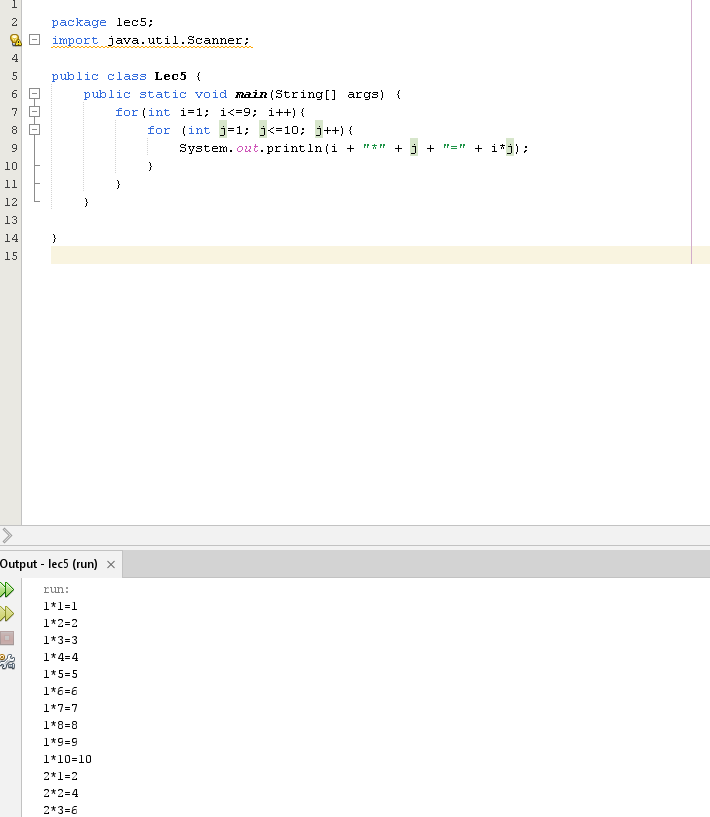 1
2 package lec5;
import java.util.Scanner;
4
5 public class Lec5 {
6 public static void main(String[] args) {
7 for(int i=1; i<=9; i++){
8 for (int j=1; j<=10; j++){
9 System.out.println(i + "*" + j + "=" + i*j);
10 }
11 }
12 }
13
14 }
15
Output - lec5 (run)
run:
1*1=1
1*2=2
1*3=3
1*4=4
1*5=5
1*6=6
1*7=7
1*8=8
1*9=9
1*10=10
2*1=2
2*2=4
2*3=6